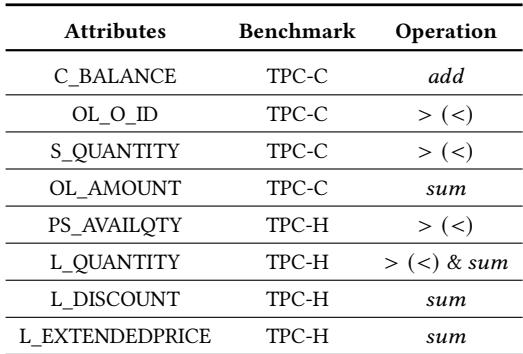 Attributes Benchmark Operation
C_BALANCE TPC-C add
OL_O_ID TPC-C > (<)
S_QUANTITY TPC-C > (<)
OL_AMOUNT TPC-C sum
PS_AVAILQTY TPC-H > (<)
L_QUANTITY TPC-H > (<) & sum
L_DISCOUNT TPC-H sum
L_EXTENDEDPRICE TPC-H sum